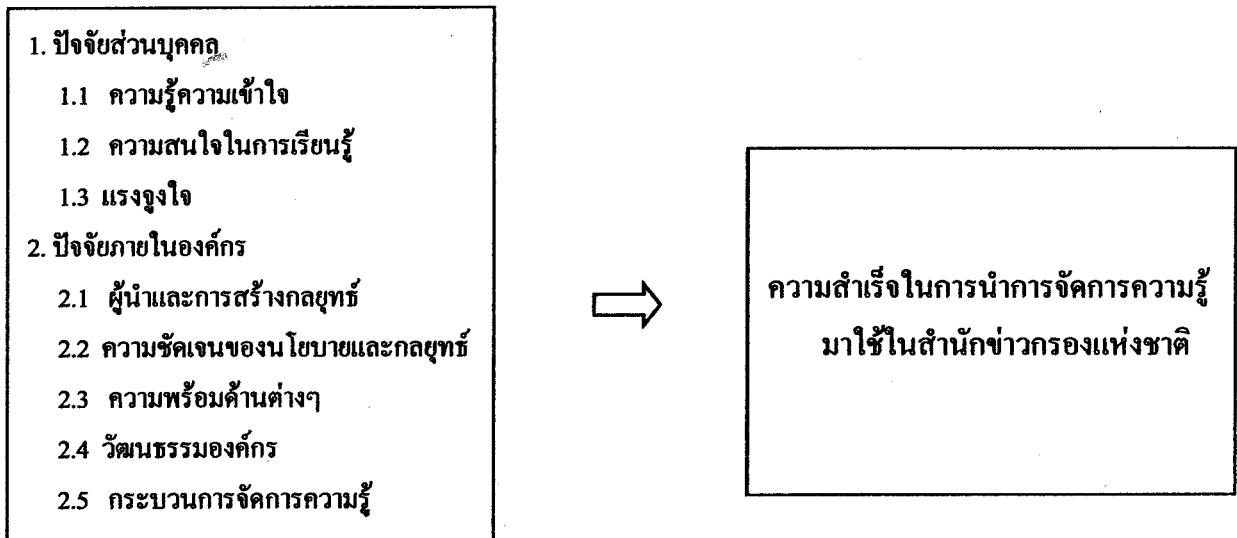 1. ปัจจัยส่วนบุคคล
1.1 ความรู้ความเข้าใจ
1.2 ความสนใจในการเรียนรู้
1.3 แรงจูงใจ
2. ปัจจัยภายในองค์กร
2.1 ผู้นำและการสร้างกลยุทธ์
2.2 ความชัดเจนของนโยบายและกลยุทธ์
2.3 ความพร้อมด้านต่างๆ
2.4 วัฒนธรรมองค์กร
2.5 กระบวนการจัดการความรู้
ความสำเร็จในการนำการจัดการความรู้
มาใช้ในสำนักข่าวกรองแห่งชาติ